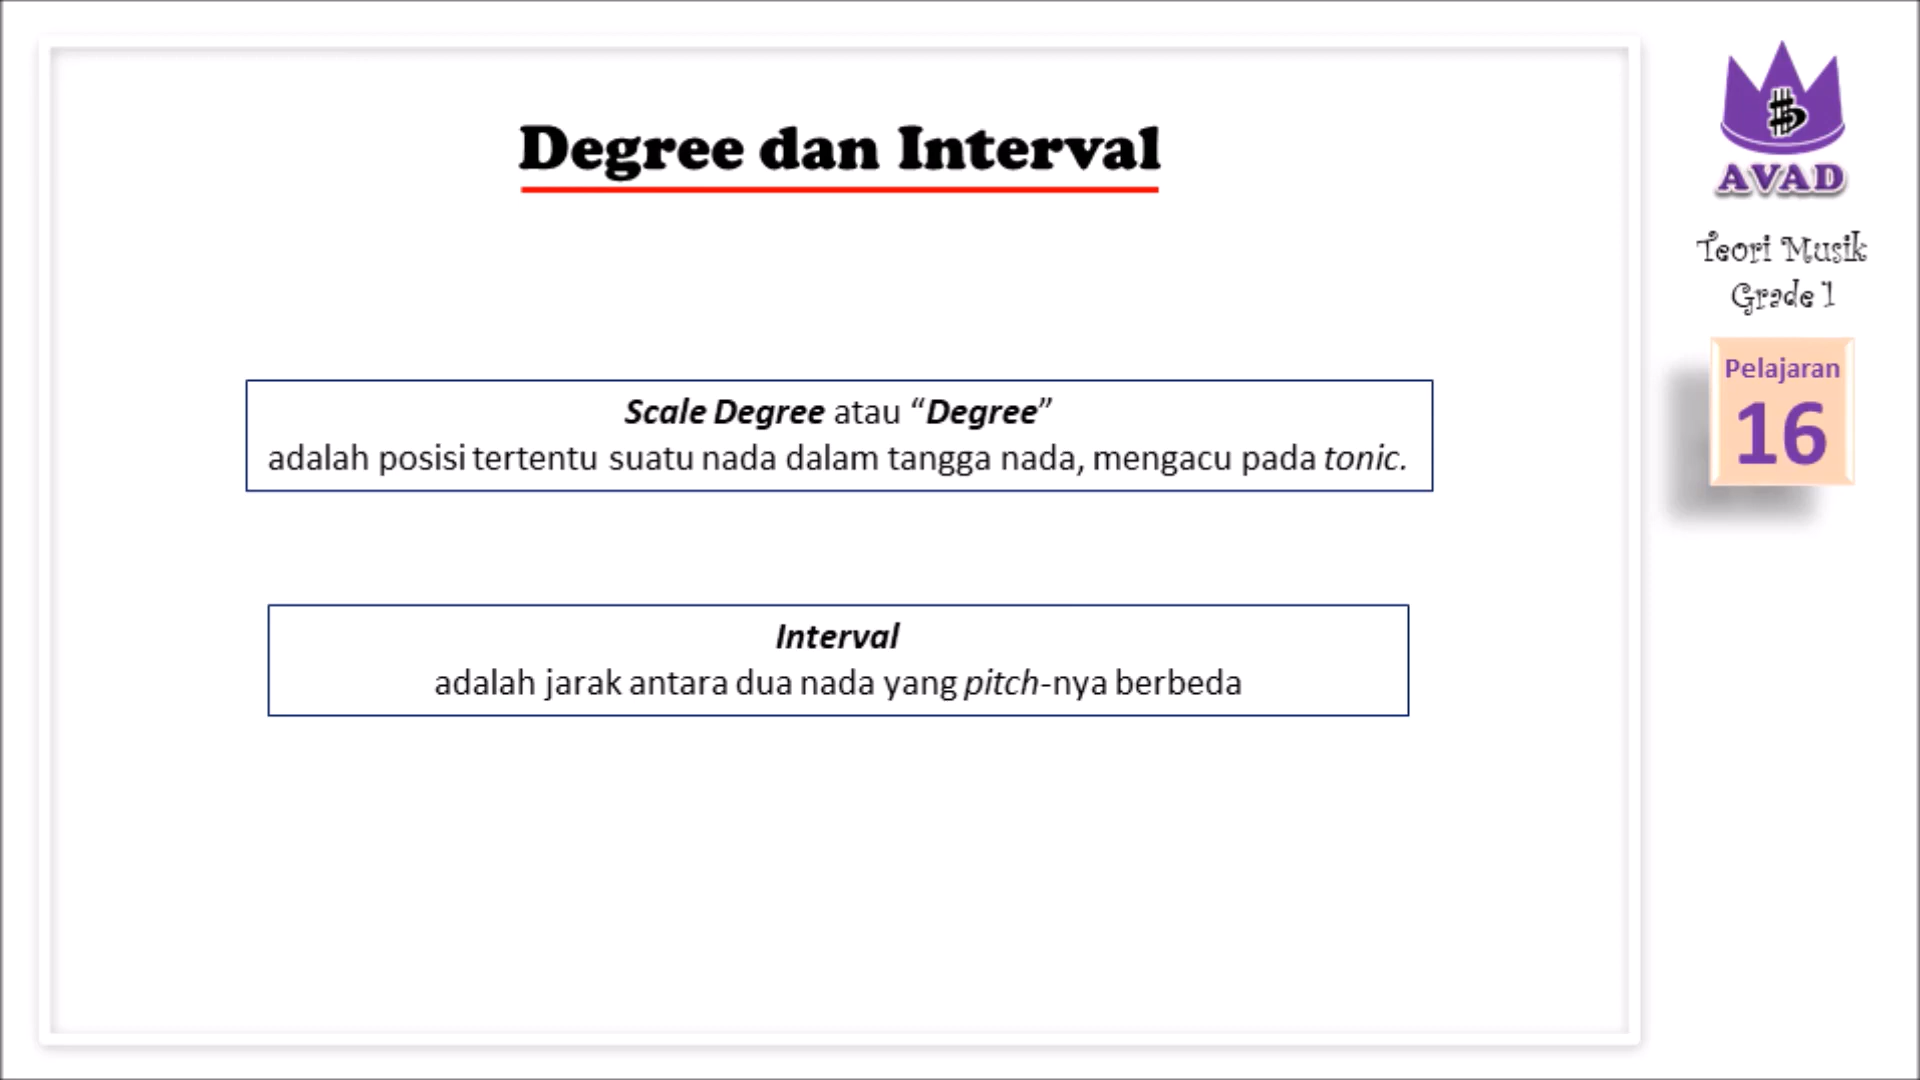 Degree dan Interval
Scale Degree atau “Degree”
adalah posisi tertentu suatu nada dalam tangga nada, mengacu pada tonic.
Interval
adalah jarak antara dua nada yang pitch-nya berbeda
AVAD
Teori Musik
Grade 1
Pelajaran
16